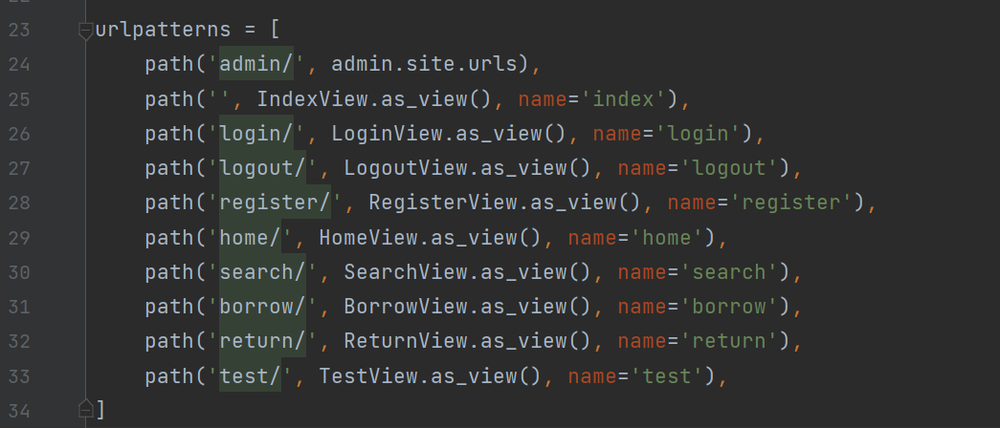 23 urlpatterns = [
24     path('admin/', admin.site.urls),
25     path('', IndexView.as_view(), name='index'),
26     path('login/', LoginView.as_view(), name='login'),
27     path('logout/', LogoutView.as_view(), name='logout'),
28     path('register/', RegisterView.as_view(), name='register'),
29     path('home/', HomeView.as_view(), name='home'),
30     path('search/', SearchView.as_view(), name='search'),
31     path('borrow/', BorrowView.as_view(), name='borrow'),
32     path('return/', ReturnView.as_view(), name='return'),
33     path('test/', TestView.as_view(), name='test'),
34 ]